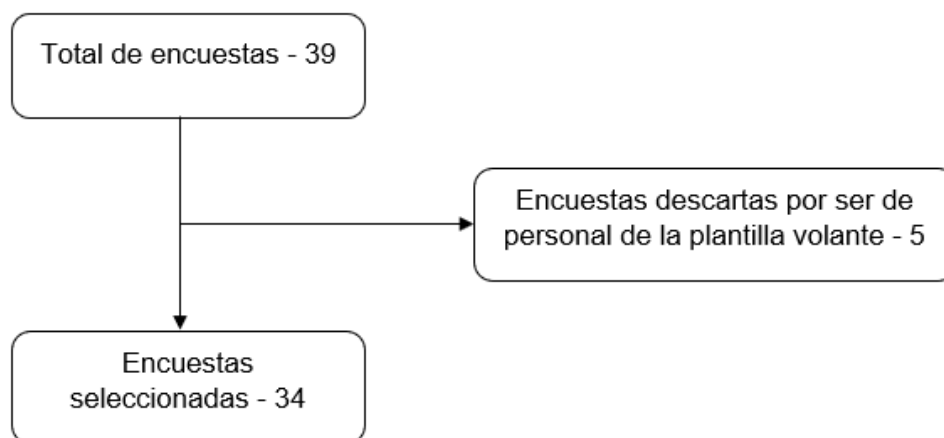 Total de encuestas - 39
Encuestas descartas por ser de
personal de la plantilla volante - 5
Encuestas
seleccionadas - 34